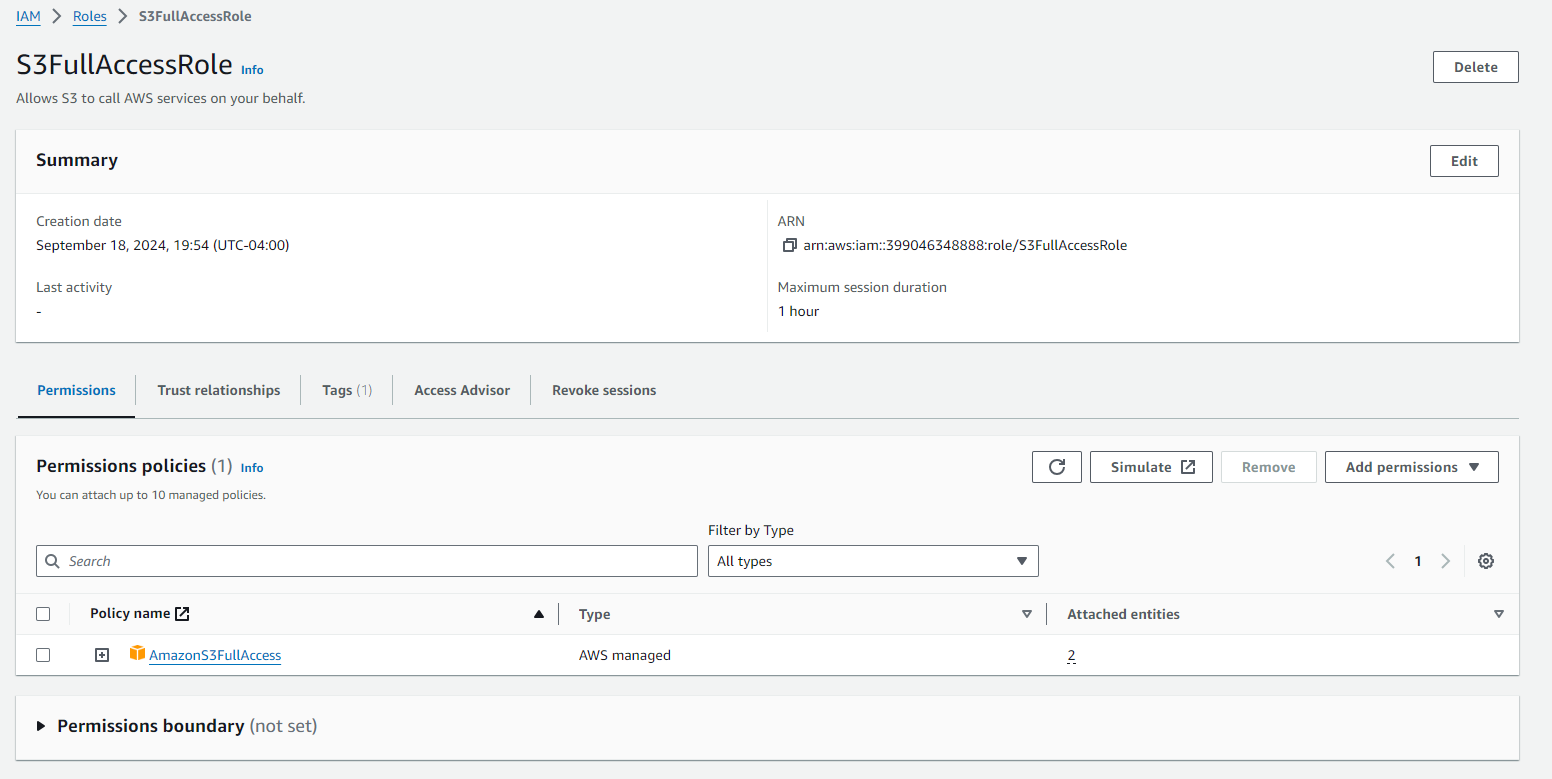 IAM > Roles > S3FullAccessRole
S3FullAccessRole Info
Delete
Allows S3 to call AWS services on your behalf.
Summary
Edit
Creation date
September 18, 2024, 19:54 (UTC-04:00)
ARN
arn:aws:iam::399046348888:role/S3FullAccessRole
Last activity
-
Maximum session duration
1 hour
Permissions Trust relationships Tags (1) Access Advisor Revoke sessions
Permissions policies (1) Info
You can attach up to 10 managed policies.
Simulate Remove Add permissions
Filter by Type
Search All types 1
Policy name Type Attached entities
AmazonS3FullAccess AWS managed 2
Permissions boundary (not set)